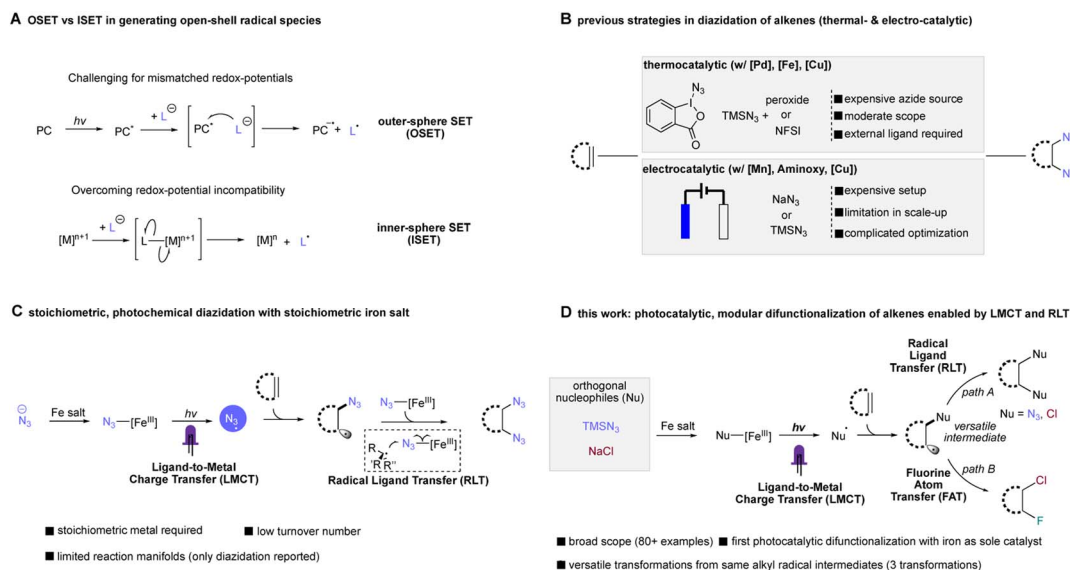 A OSET vs ISET in generating open-shell radical species
Challenging for mismatched redox-potentials
PC
hv
PC*
+ L⊖
PC* L⊖
PC⁻• + L•
outer-sphere SET
(OSET)
Overcoming redox-potential incompatibility
[M]n+1
+ L⊖
L—[M]n+1
[M]n + L•
inner-sphere SET
(ISET)
B previous strategies in diazidation of alkenes (thermal- & electro-catalytic)
thermocatalytic (w/ [Pd], [Fe], [Cu])
N3
I
O
O
TMSN3 +
peroxide
or
NFSI
expensive azide source
moderate scope
external ligand required
electrocatalytic (w/ [Mn], Aminoxy, [Cu])
NaN3
or
TMSN3
expensive setup
limitation in scale-up
complicated optimization
C stoichiometric, photochemical diazidation with stoichiometric iron salt
⊖
N3
Fe salt
N3—[FeIII]
hv
N3
•
Ligand-to-Metal
Charge Transfer (LMCT)
N3
N3—[FeIII]
N3—[FeIII]
R
'R R''
Radical Ligand Transfer (RLT)
N3
N3
stoichiometric metal required
low turnover number
limited reaction manifolds (only diazidation reported)
D this work: photocatalytic, modular difunctionalization of alkenes enabled by LMCT and RLT
orthogonal
nucleophiles (Nu)
TMSN3
NaCl
Fe salt
Nu—[FeIII]
hv
Nu•
Ligand-to-Metal
Charge Transfer (LMCT)
Radical
Ligand
Transfer (RLT)
path A
Nu
Nu
Nu
Nu = N3, Cl
versatile
intermediate
Fluorine
Atom
Transfer (FAT)
path B
Cl
F
broad scope (80+ examples)
first photocatalytic difunctionalization with iron as sole catalyst
versatile transformations from same alkyl radical intermediates (3 transformations)